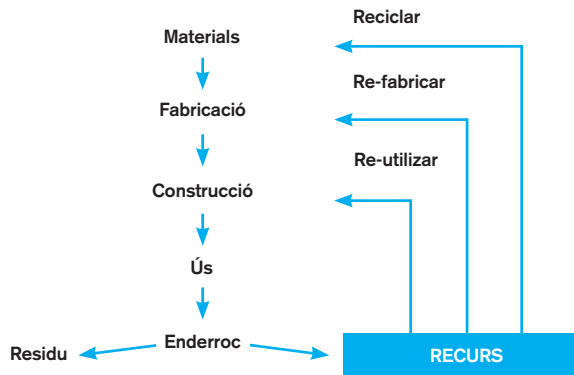 Reciclar
Materials
Re-fabricar
Fabricació
Re-utilizar
Construcció
Ús
Enderroc
Residu
RECURS